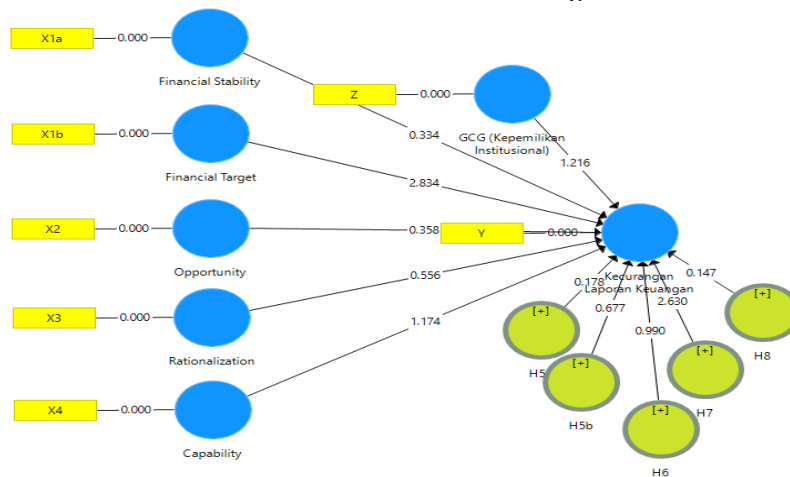 X1a
0.000
Financial Stability
Z
0.000
GCG (Kepemilikan
Institusional)
0.334
1.216
X1b
0.000
Financial Target
2.834
X2
0.000
Opportunity
0.358
Y
0.000
Kecurangan
Laporan Keuangan
X3
0.000
Rationalization
0.556
X4
0.000
Capability
1.174
0.178
0.677
0.990
2.630
0.147
[+]
H5
[+]
H5b
[+]
H6
[+]
H7
[+]
H8